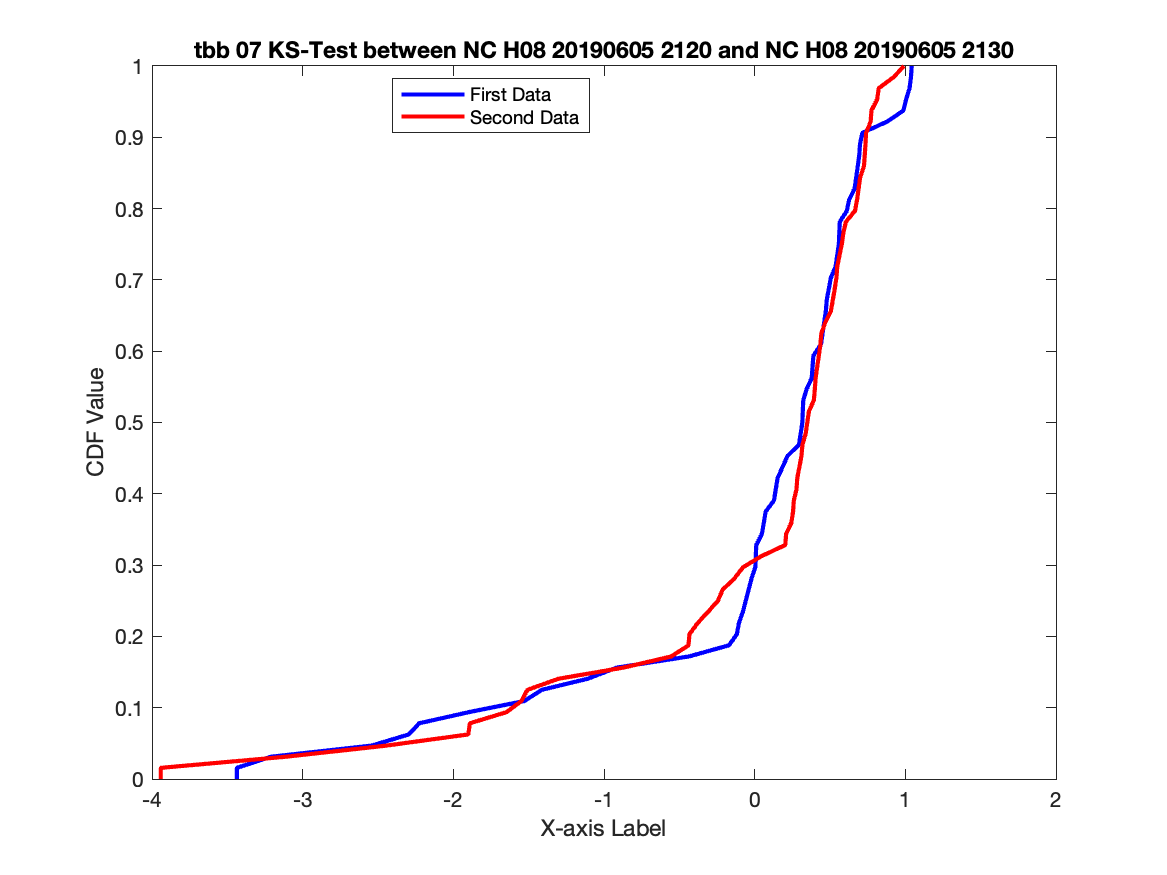 tbb 07 KS-Test between NC H08 20190605 2120 and NC H08 20190605 2130
First Data
Second Data
CDF Value
1
0.9
0.8
0.7
0.6
0.5
0.4
0.3
0.2
0.1
0
-4 -3 -2 -1 0 1 2
X-axis Label